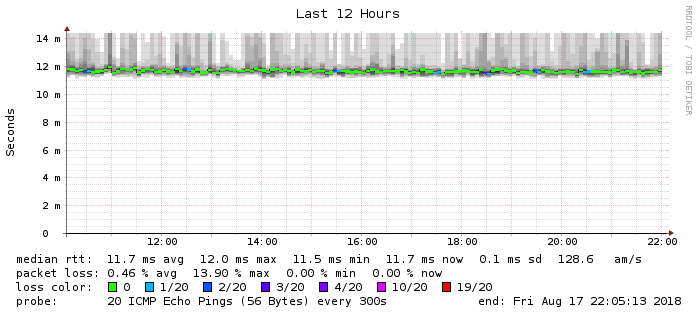 Last 12 Hours
RRDTOOL / TOBI OETIKER
Seconds
14 m
12 m
10 m
8 m
6 m
4 m
2 m
0
12:00 14:00 16:00 18:00 20:00 22:00
median rtt: 11.7 ms avg 12.0 ms max 11.5 ms min 11.7 ms now 0.1 ms sd 128.6 am/s
packet loss: 0.46 % avg 13.90 % max 0.00 % min 0.00 % now
loss color: 0 1/20 2/20 3/20 4/20 10/20 19/20
probe: 20 ICMP Echo Pings (56 Bytes) every 300s end: Fri Aug 17 22:05:13 2018